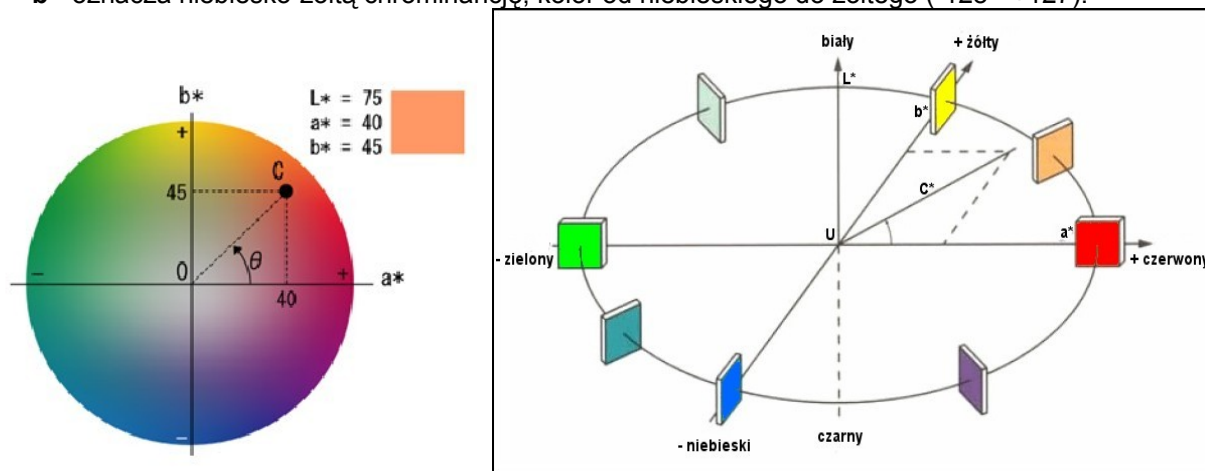 b* oznacza niebiesko-żółtą chrominancję, kolor od niebieskiego do żółtego (-128 - +127).
b*
+
L* = 75
a* = 40
b* = 45
C
45
θ
0
-
+
a*
40
-
biały
+ żółty
L*
b*
C*
U
a*
- zielony
+ czerwony
- niebieski
czarny